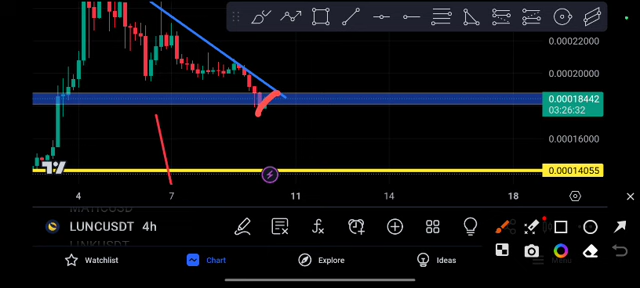 0.00022000
0.00020000
0.00018442
03:26:32
0.00016000
0.00014055
4 7 11 14 18
LUNCUSDT 4h
LINKUSDT
Watchlist Chart Explore Ideas